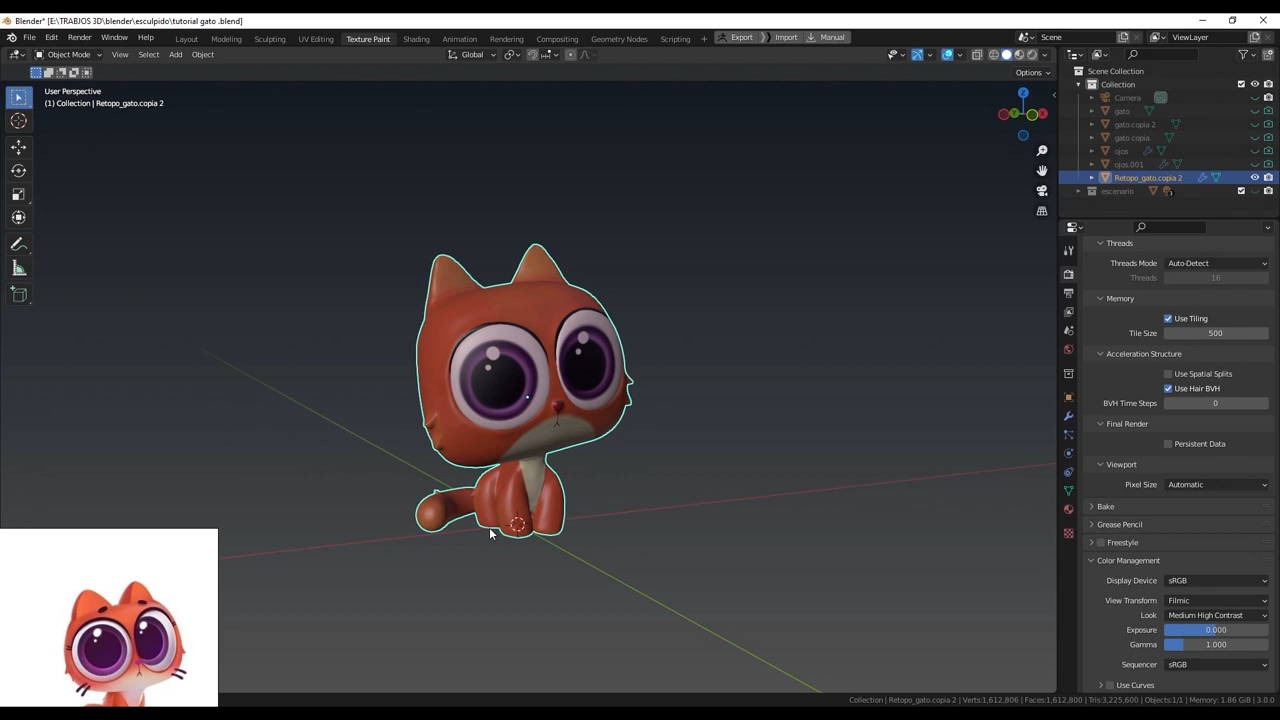 Blender* [E:\TRABJOS 3D\blender\esculpido\tutorial gato .blend]
File Edit Render Window Help Layout Modeling Sculpting UV Editing Texture Paint Shading Animation Rendering Compositing Geometry Nodes Scripting Export Import Manual Scene ViewLayer
Object Mode View Select Add Object Global
Options
User Perspective
(1) Collection | Retopo_gato.copia 2
Z
Y
X
Scene Collection
Collection
Camera
gato
gato.copia 2
gato copia
ojos
ojos.001
Retopo_gato.copia 2
escenario
Threads
Threads Mode Auto-Detect
Threads 16
Memory
Use Tiling
Tile Size 500
Acceleration Structure
Use Spatial Splits
Use Hair BVH
BVH Time Steps 0
Final Render
Persistent Data
Viewport
Pixel Size Automatic
Bake
Grease Pencil
Freestyle
Color Management
Display Device sRGB
View Transform Filmic
Look Medium High Contrast
Exposure 0.000
Gamma 1.000
Sequencer sRGB
Use Curves
Collection | Retopo_gato.copia 2 | Verts:1,612,806 | Faces:1,612,800 | Tris:3,225,600 | Objects:1/1 | Memory: 1.86 GiB | 3.0.0